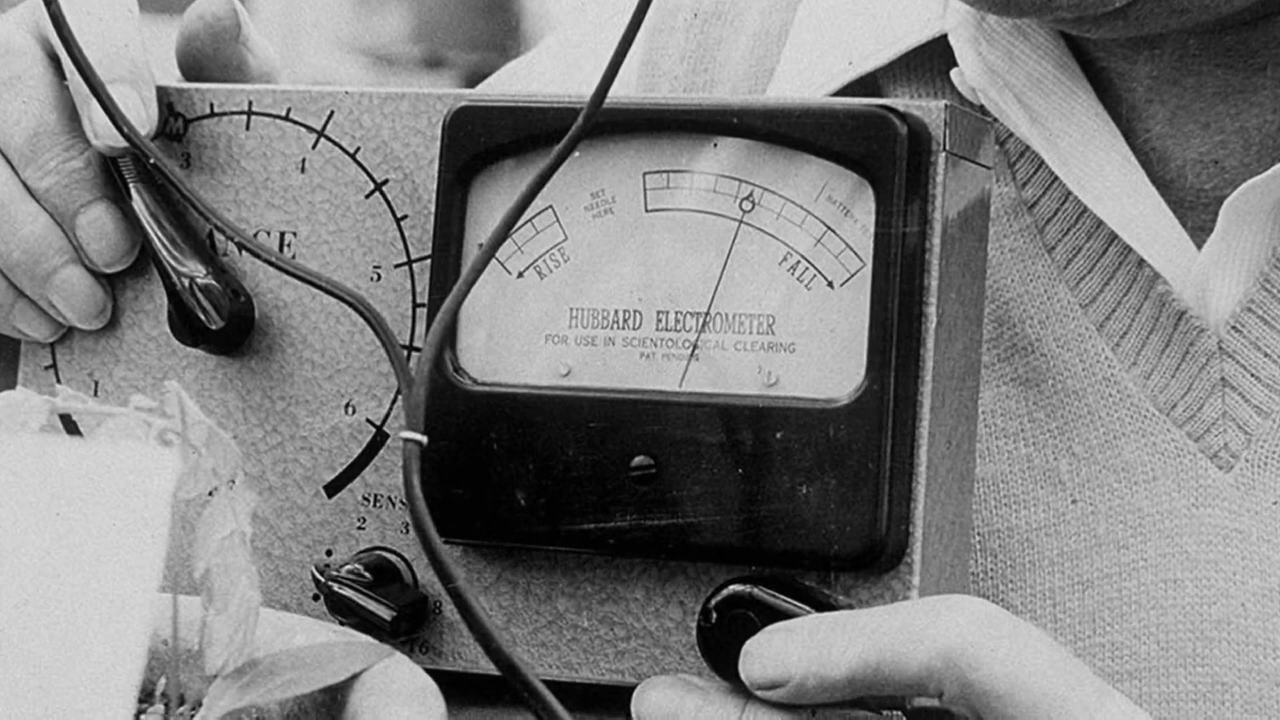 M
3
4
5
6
1
SET
NEEDLE
HERE
RISE
FALL
HUBBARD ELECTROMETER
FOR USE IN SCIENTOLOGICAL CLEARING
PAT. PENDING
2
3
8
16